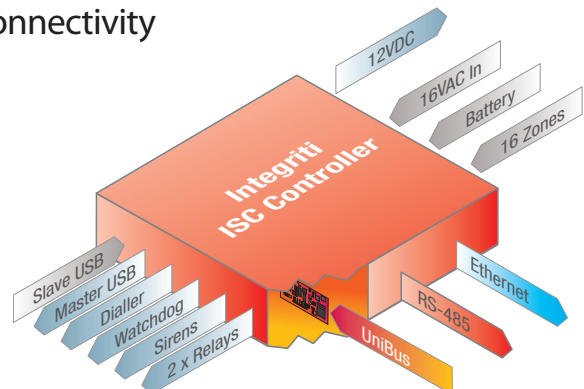 onnectivity
12VDC
16VAC In
Battery
16 Zones
Integriti
ISC Controller
Slave USB
Master USB
Dialler
Watchdog
Sirens
2 x Relays
Ethernet
RS-485
UniBus